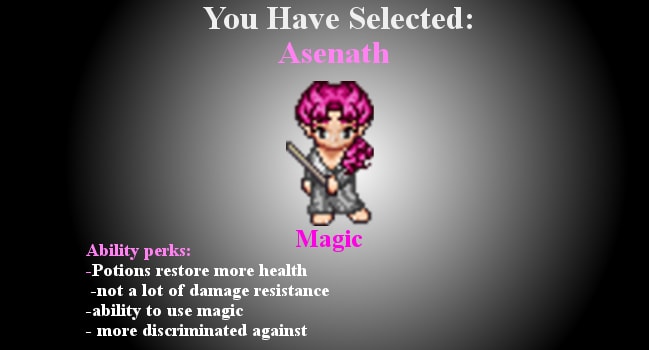 You Have Selected:
Asenath
Magic
Ability perks:
-Potions restore more health
-not a lot of damage resistance
-ability to use magic
- more discriminated against